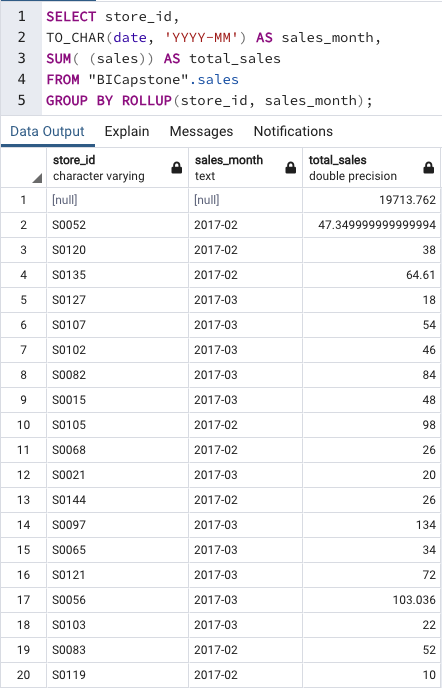 1 SELECT store_id,
2 TO_CHAR(date, 'YYYY-MM') AS sales_month,
3 SUM( (sales)) AS total_sales
4 FROM "BICapstone".sales
5 GROUP BY ROLLUP(store_id, sales_month);
Data Output Explain Messages Notifications
store_id sales_month total_sales
character varying text double precision
1 [null] [null] 19713.762
2 S0052 2017-02 47.349999999999994
3 S0120 2017-02 38
4 S0135 2017-02 64.61
5 S0127 2017-03 18
6 S0107 2017-03 54
7 S0102 2017-03 46
8 S0082 2017-03 84
9 S0015 2017-03 48
10 S0105 2017-02 98
11 S0068 2017-02 26
12 S0021 2017-03 20
13 S0144 2017-02 26
14 S0097 2017-03 134
15 S0065 2017-03 34
16 S0121 2017-03 72
17 S0056 2017-03 103.036
18 S0103 2017-03 22
19 S0083 2017-02 52
20 S0119 2017-02 10